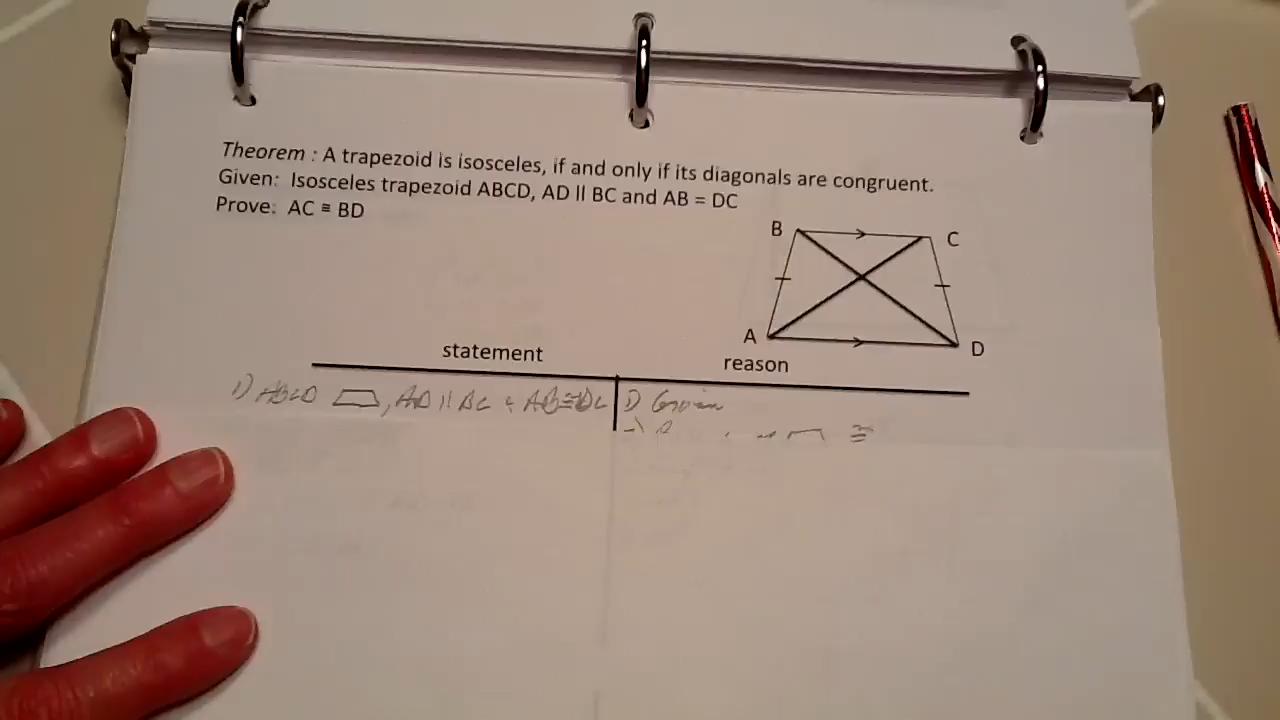 Theorem : A trapezoid is isosceles, if and only if its diagonals are congruent.
Given: Isosceles trapezoid ABCD, AD ll BC and AB = DC
Prove: AC ≅ BD
B
C
A
D
statement
reason
1) ABCD ▱, AD || BC & AB ≅ DC
1) Given
≅